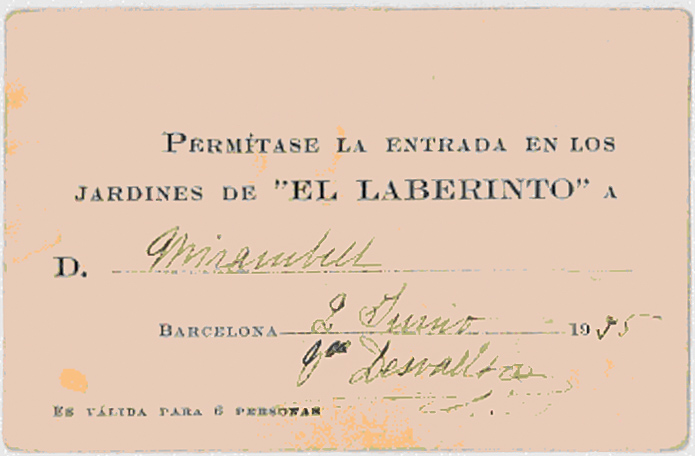 PERMÍTASE LA ENTRADA EN LOS
JARDINES DE "EL LABERINTO" A
D. Mirambell
BARCELONA 2 Junio 1935
Desvalls
ES VÁLIDA PARA 6 PERSONAS